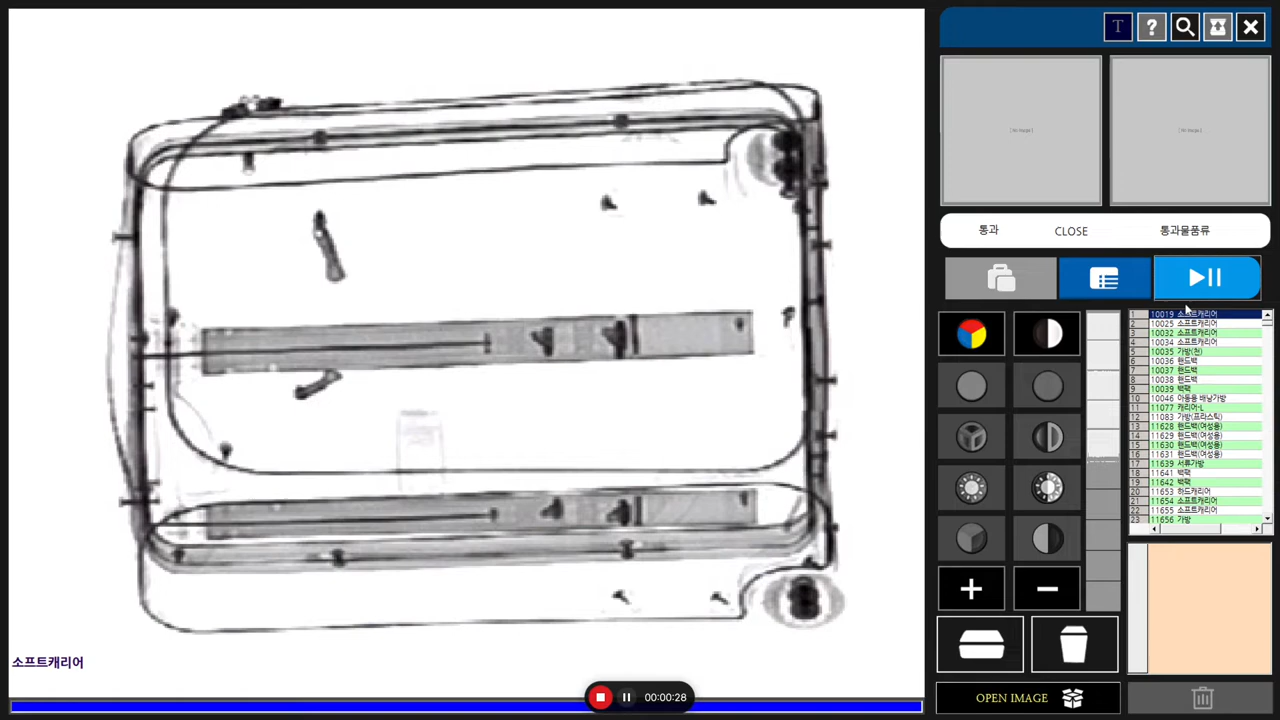 T ?
[ No Image ] [ No Image ]
통과 CLOSE 통과물품류
1 10019 소프트캐리어
2 10025 소프트캐리어
3 10032 소프트캐리어
4 10034 소프트캐리어
5 10035 가방(천)
6 10036 핸드백
7 10037 핸드백
8 10038 핸드백
9 10039 백팩
10 10046 아동용 배낭가방
11 11077 캐리어-L
12 11083 가방(프라스틱)
13 11628 핸드백(여성용)
14 11629 핸드백(여성용)
15 11630 핸드백(여성용)
16 11631 핸드백(여성용)
17 11639 서류가방
18 11641 백팩
19 11642 백팩
20 11653 하드캐리어
21 11654 소프트캐리어
22 11655 소프트캐리어
23 11656 가방
소프트캐리어
00:00:28
OPEN IMAGE